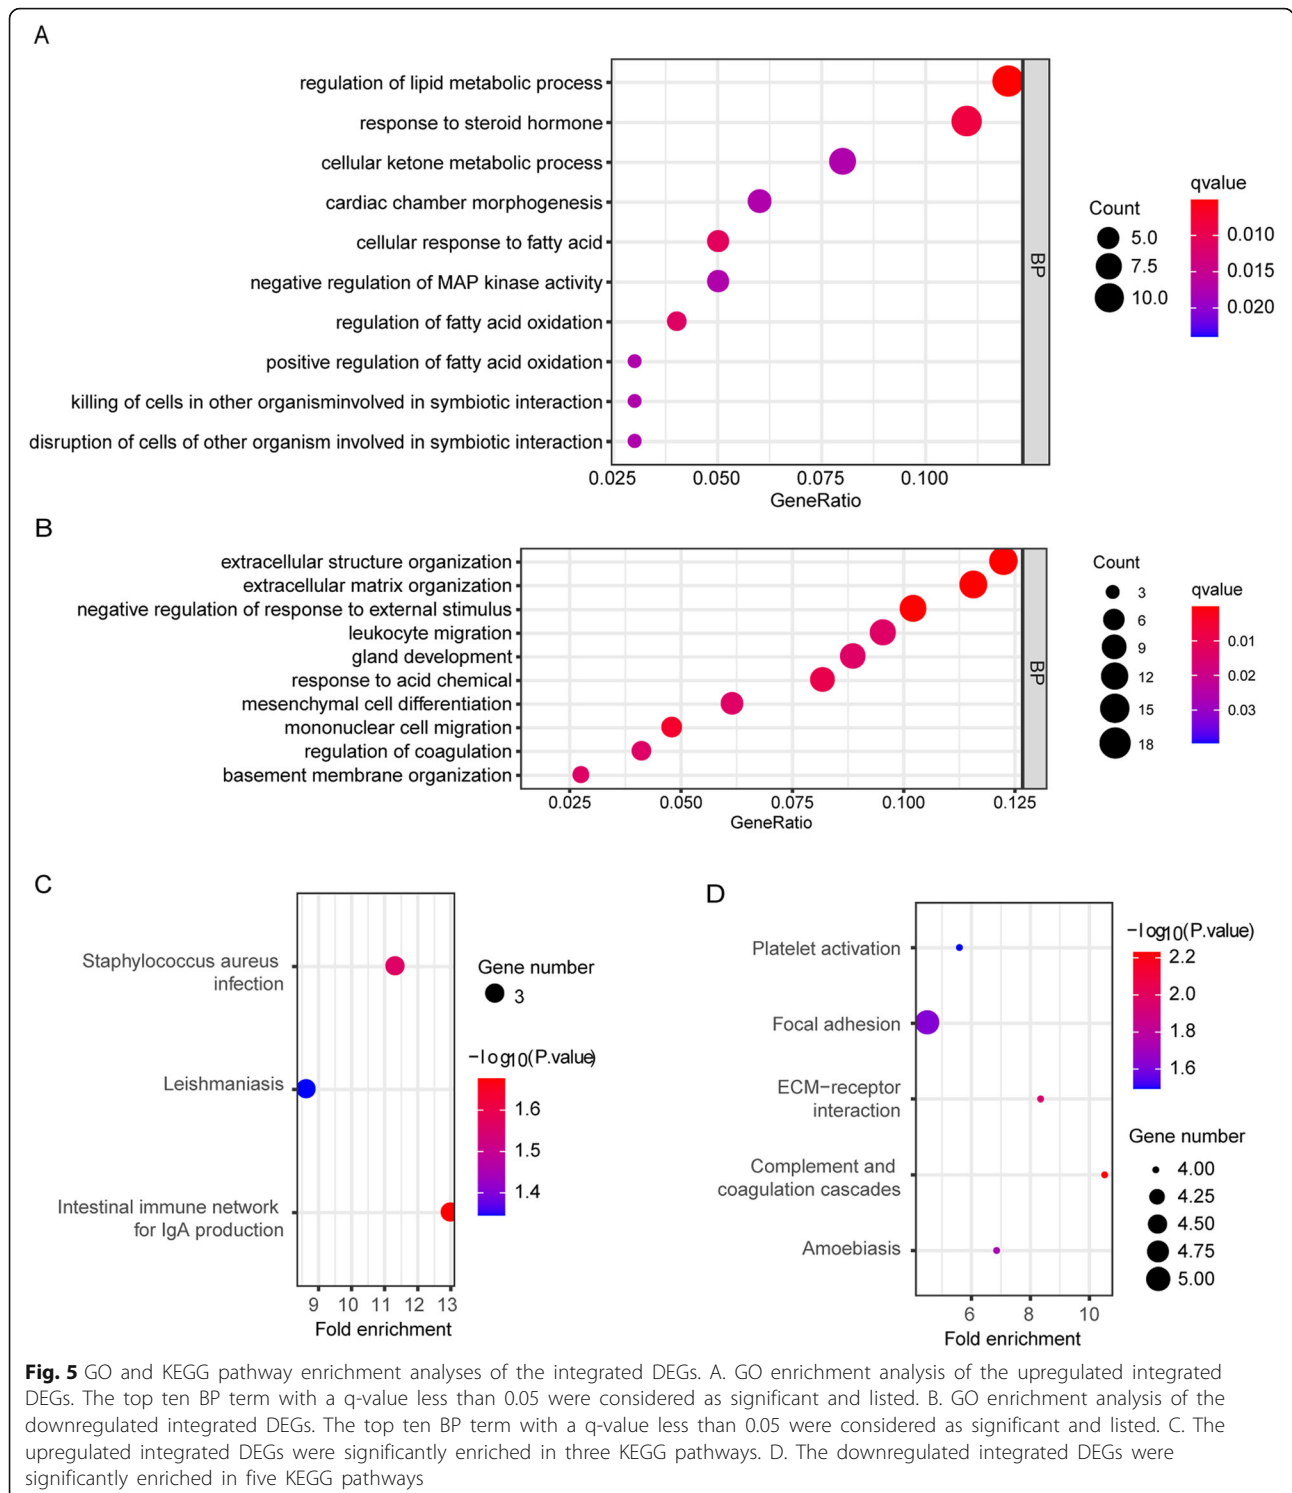 A
regulation of lipid metabolic process
response to steroid hormone
cellular ketone metabolic process
cardiac chamber morphogenesis
cellular response to fatty acid
negative regulation of MAP kinase activity
regulation of fatty acid oxidation
positive regulation of fatty acid oxidation
killing of cells in other organisminvolved in symbiotic interaction
disruption of cells of other organism involved in symbiotic interaction
0.025 0.050 0.075 0.100
GeneRatio
BP
Count
5.0
7.5
10.0
qvalue
0.010
0.015
0.020
B
extracellular structure organization
extracellular matrix organization
negative regulation of response to external stimulus
leukocyte migration
gland development
response to acid chemical
mesenchymal cell differentiation
mononuclear cell migration
regulation of coagulation
basement membrane organization
0.025 0.050 0.075 0.100 0.125
GeneRatio
BP
Count
3
6
9
12
15
18
qvalue
0.01
0.02
0.03
C
Staphylococcus aureus
infection
Leishmaniasis
Intestinal immune network
for IgA production
9 10 11 12 13
Fold enrichment
Gene number
3
−log10(P.value)
1.6
1.5
1.4
D
Platelet activation
Focal adhesion
ECM−receptor
interaction
Complement and
coagulation cascades
Amoebiasis
6 8 10
Fold enrichment
−log10(P.value)
2.2
2.0
1.8
1.6
Gene number
4.00
4.25
4.50
4.75
5.00
Fig. 5 GO and KEGG pathway enrichment analyses of the integrated DEGs. A. GO enrichment analysis of the upregulated integrated
DEGs. The top ten BP term with a q-value less than 0.05 were considered as significant and listed. B. GO enrichment analysis of the
downregulated integrated DEGs. The top ten BP term with a q-value less than 0.05 were considered as significant and listed. C. The
upregulated integrated DEGs were significantly enriched in three KEGG pathways. D. The downregulated integrated DEGs were
significantly enriched in five KEGG pathways